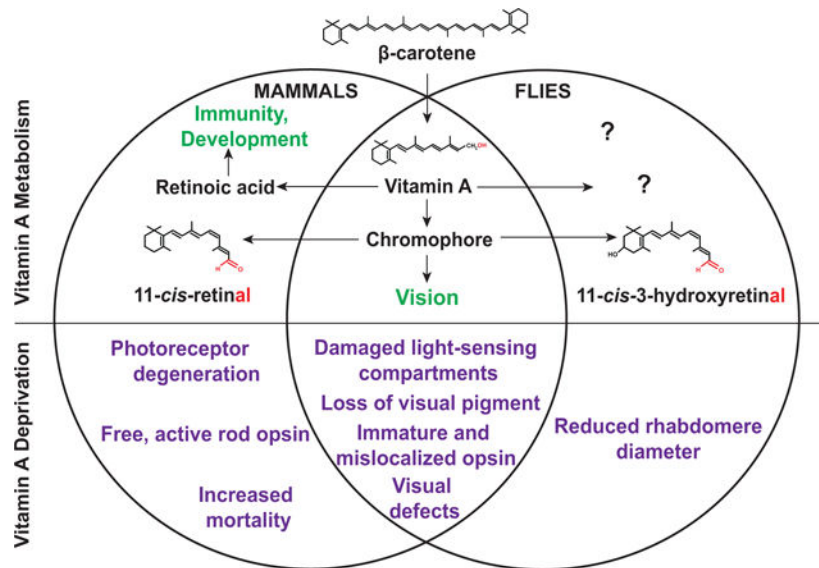 β-carotene
MAMMALS
FLIES
Vitamin A Metabolism
Immunity,
Development
?
CH₂OH
Retinoic acid
Vitamin A
?
Chromophore
HO
H
O
H
O
11-cis-retinal
Vision
11-cis-3-hydroxyretinal
Vitamin A Deprivation
Photoreceptor
degeneration
Free, active rod opsin
Increased
mortality
Damaged light-sensing
compartments
Loss of visual pigment
Immature and
mislocalized opsin
Visual
defects
Reduced rhabdomere
diameter